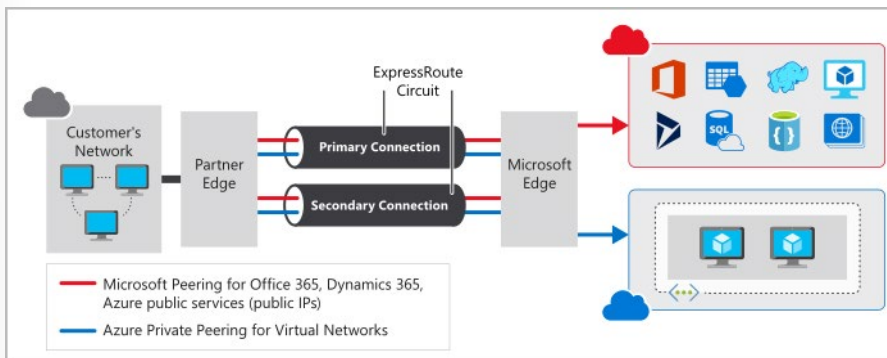 ExpressRoute
Circuit
Customer's
Network
Partner
Edge
Primary Connection
Secondary Connection
Microsoft
Edge
SQL
{ }
Microsoft Peering for Office 365, Dynamics 365,
Azure public services (public IPs)
Azure Private Peering for Virtual Networks